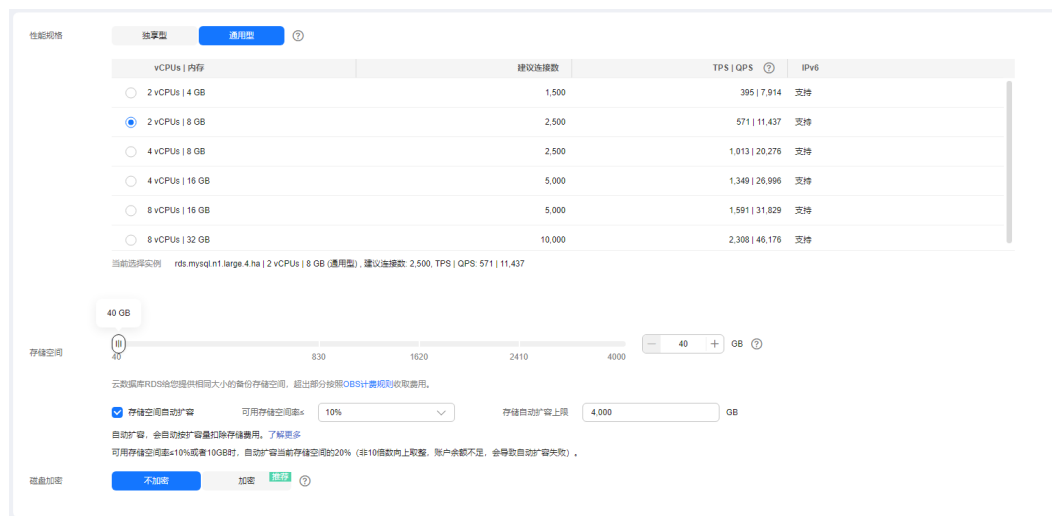 性能规格 独享型 通用型 ?
vCPUs | 内存 建议连接数 TPS | QPS ? IPv6
2 vCPUs | 4 GB 1,500 395 | 7,914 支持
2 vCPUs | 8 GB 2,500 571 | 11,437 支持
4 vCPUs | 8 GB 2,500 1,013 | 20,276 支持
4 vCPUs | 16 GB 5,000 1,349 | 26,996 支持
8 vCPUs | 16 GB 5,000 1,591 | 31,829 支持
8 vCPUs | 32 GB 10,000 2,308 | 46,176 支持
当前选择实例 rds.mysql.n1.large.4.ha | 2 vCPUs | 8 GB (通用型) , 建议连接数: 2,500, TPS | QPS: 571 | 11,437
40 GB
存储空间 40 830 1620 2410 4000 — 40 + GB ?
云数据库RDS给您提供相同大小的备份存储空间，超出部分按照OBS计费规则收取费用。
存储空间自动扩容 可用存储空间率≤ 10% 存储自动扩容上限 4,000 GB
自动扩容，会自动按扩容量扣除存储费用。了解更多
可用存储空间率≤10%或者10GB时，自动扩容当前存储空间的20%（非10倍数向上取整，账户余额不足，会导致自动扩容失败）。
磁盘加密 不加密 加密 推荐 ?